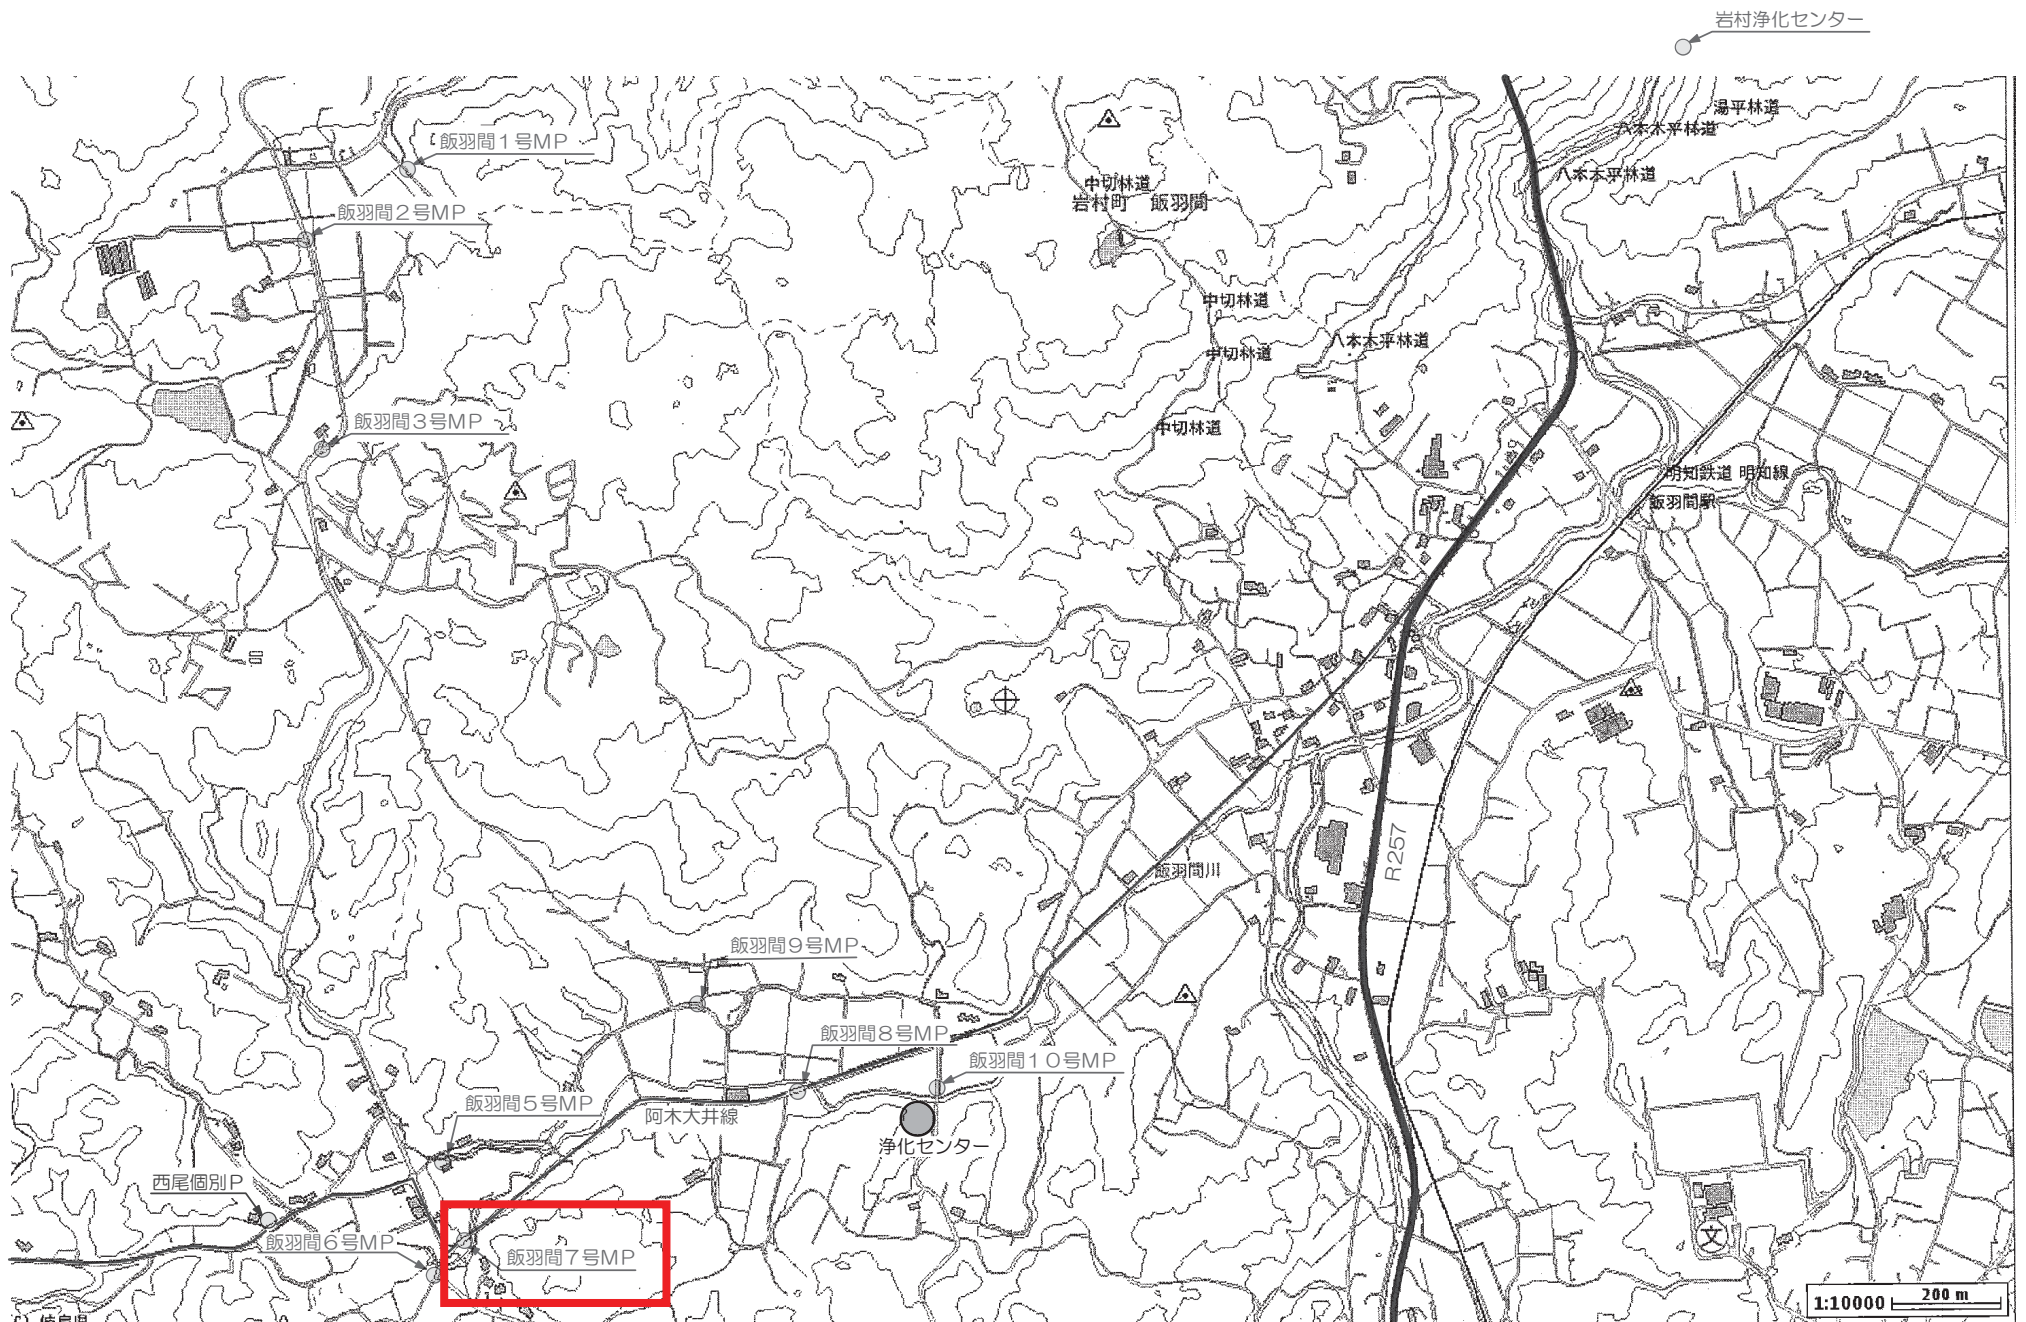 岩村浄化センター
湯平林道
八本木平林道
飯羽間１号MP
八本木平林道
中切林道
岩村町 飯羽間
飯羽間２号MP
中切林道
八本木平林道
中切林道
飯羽間３号MP
中切林道
明知鉄道 明知線
飯羽間駅
R257
飯羽間川
飯羽間９号MP
飯羽間８号MP
飯羽間１０号MP
飯羽間５号MP
阿木大井線
浄化センター
西尾個別P
文
飯羽間６号MP
飯羽間７号MP
200 m
1:10000